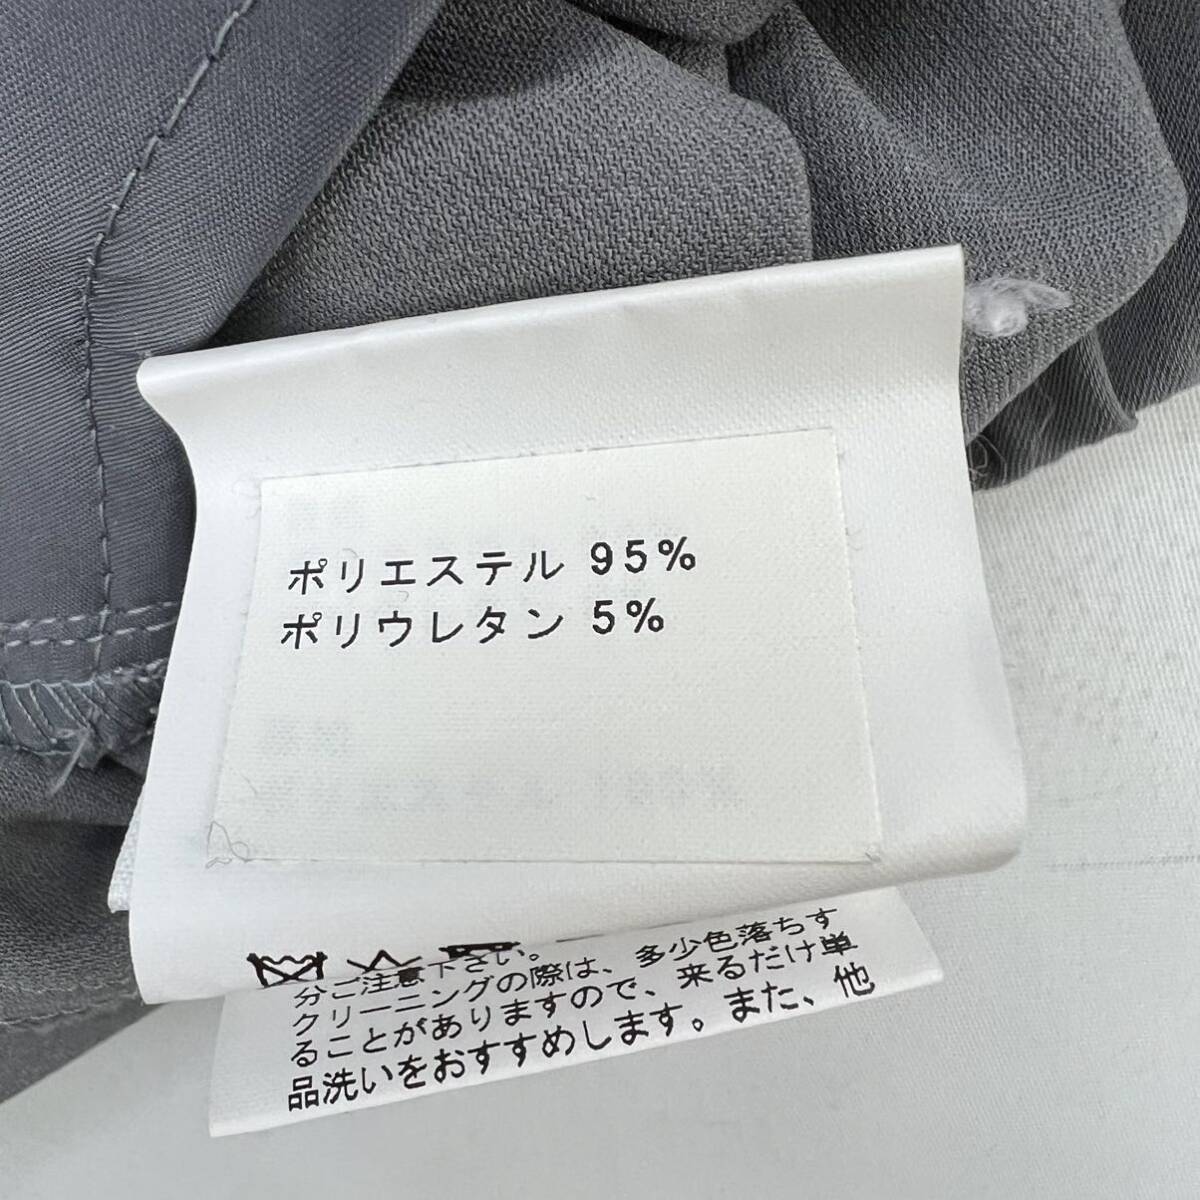 ポリエステル 95%
ポリウレタン 5%
分ご注意下さい。
クリーニングの際は、多少色落ちす
ることがありますので、来るだけ単
品洗いをおすすめします。また、他